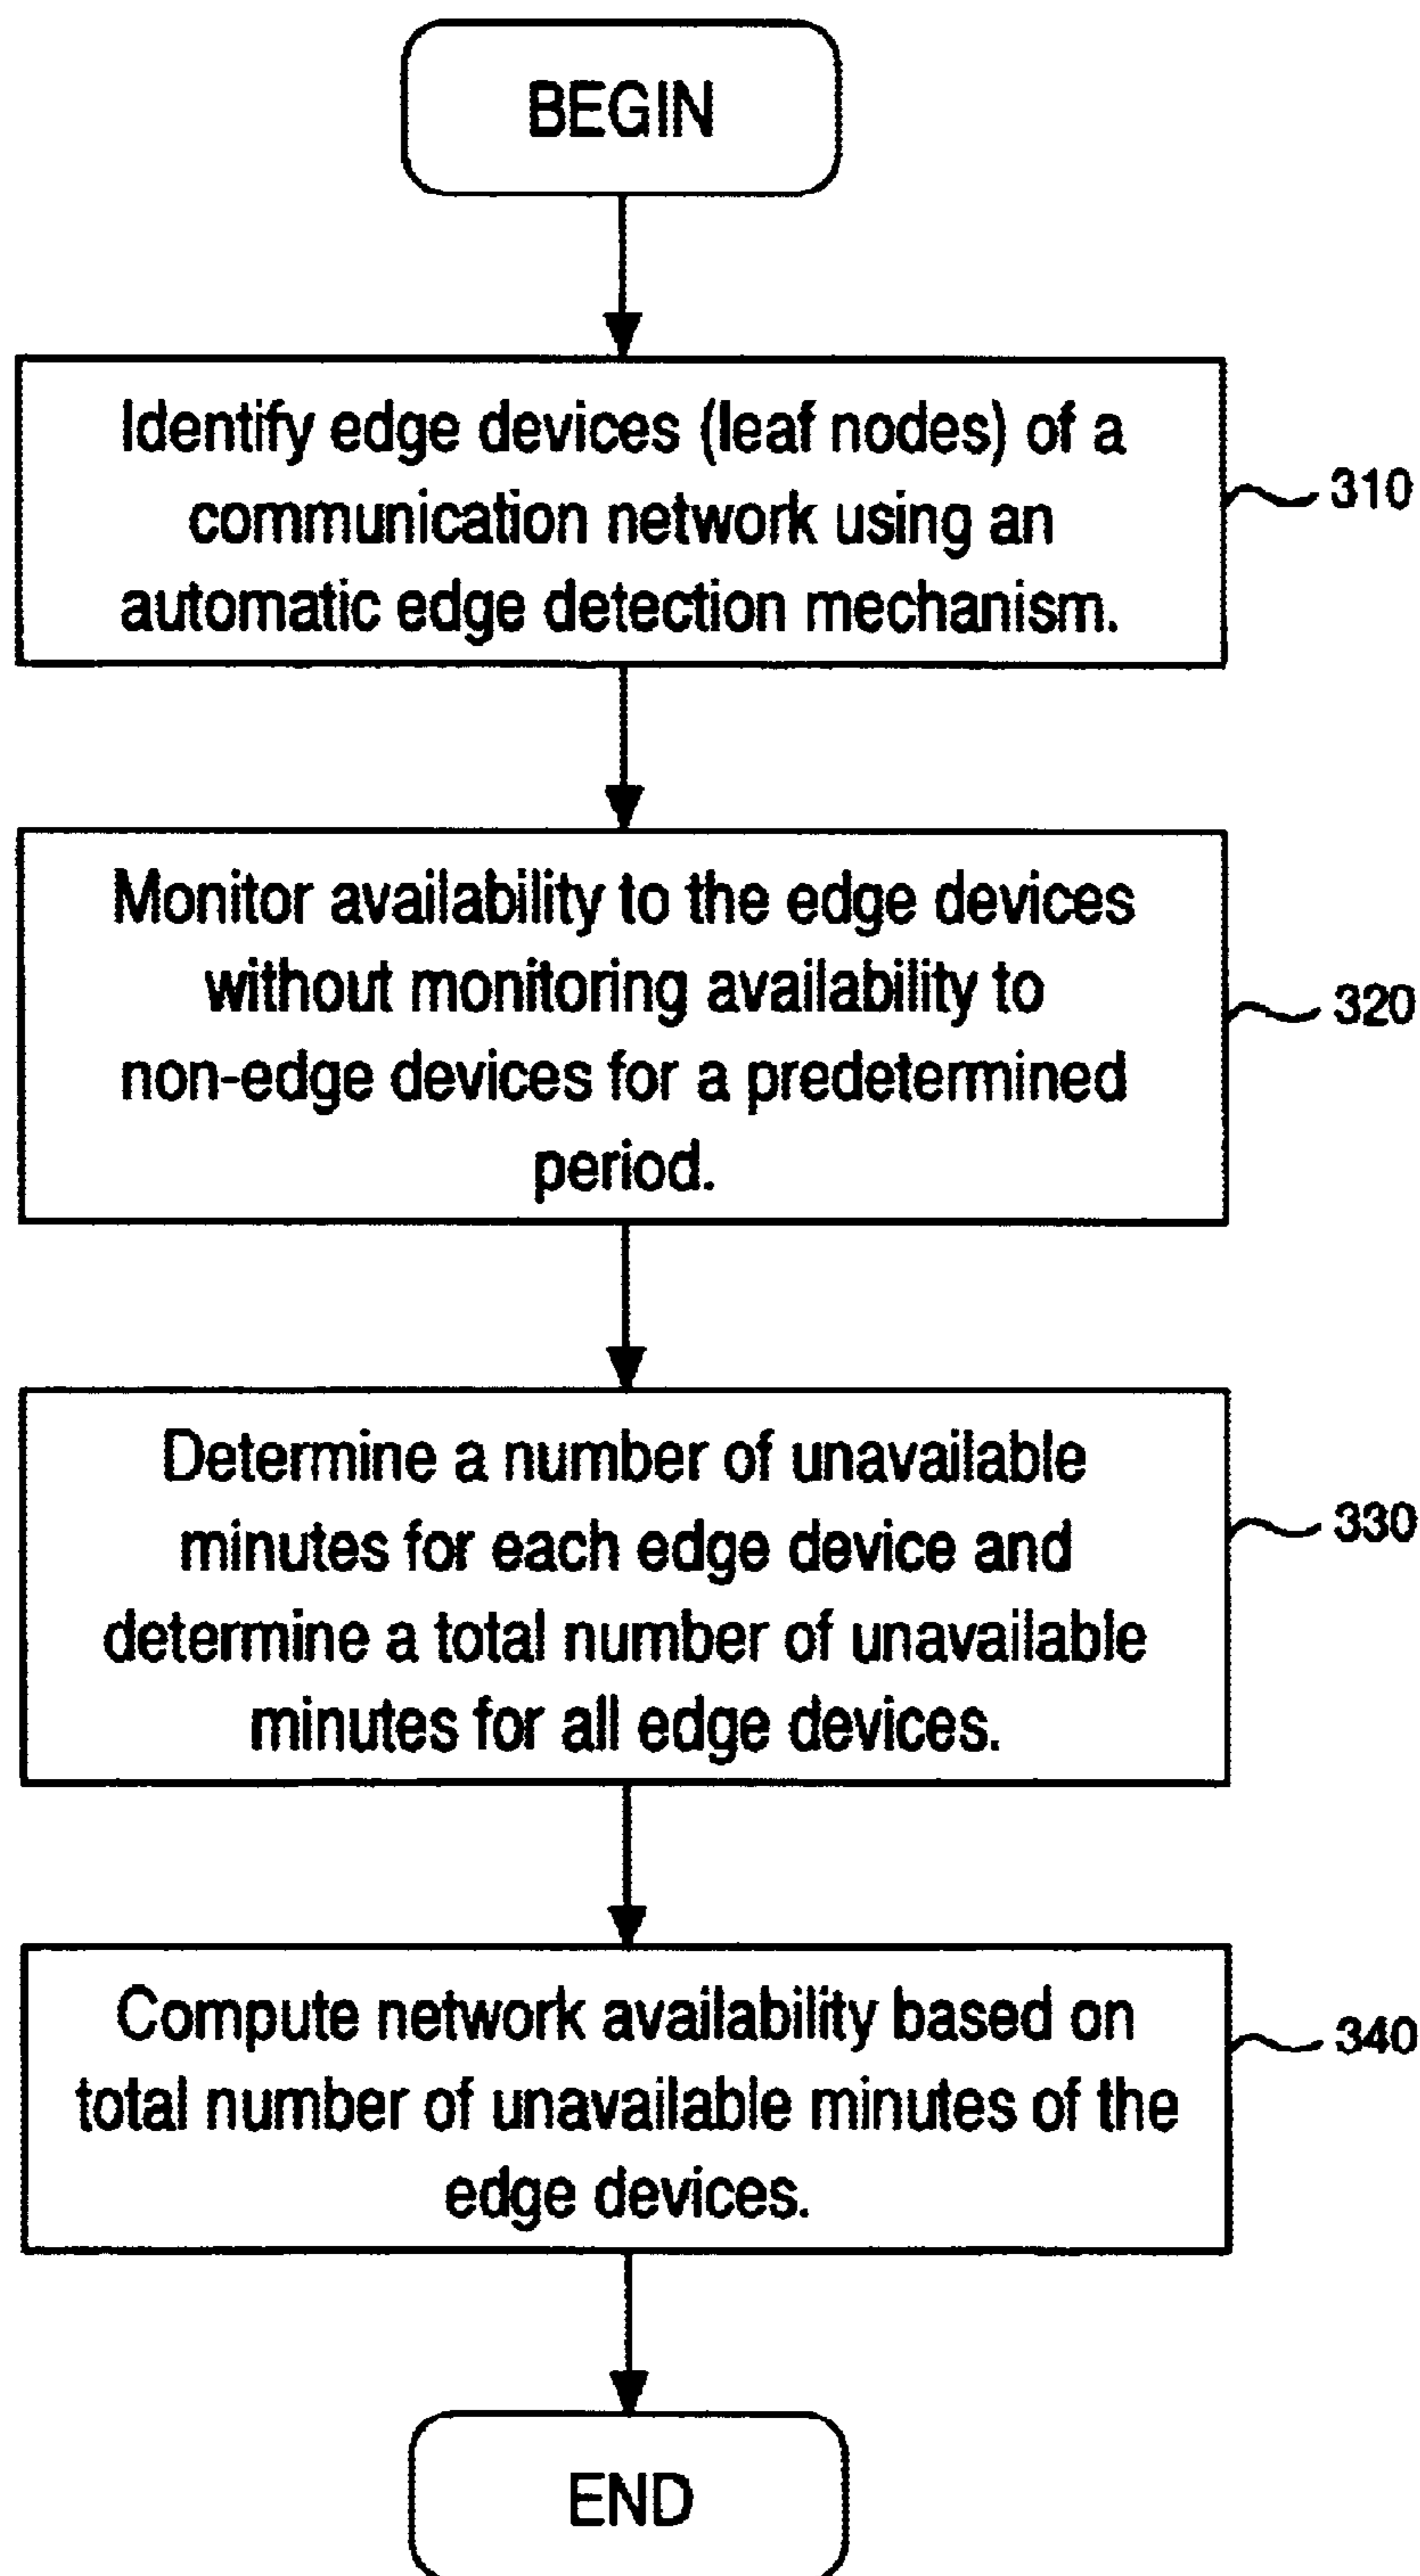 BEGIN
Identify edge devices (leaf nodes) of a
communication network using an
automatic edge detection mechanism.
310
Monitor availability to the edge devices
without monitoring availability to
non-edge devices for a predetermined
period.
320
Determine a number of unavailable
minutes for each edge device and
determine a total number of unavailable
minutes for all edge devices.
330
Compute network availability based on
total number of unavailable minutes of the
edge devices.
340
END